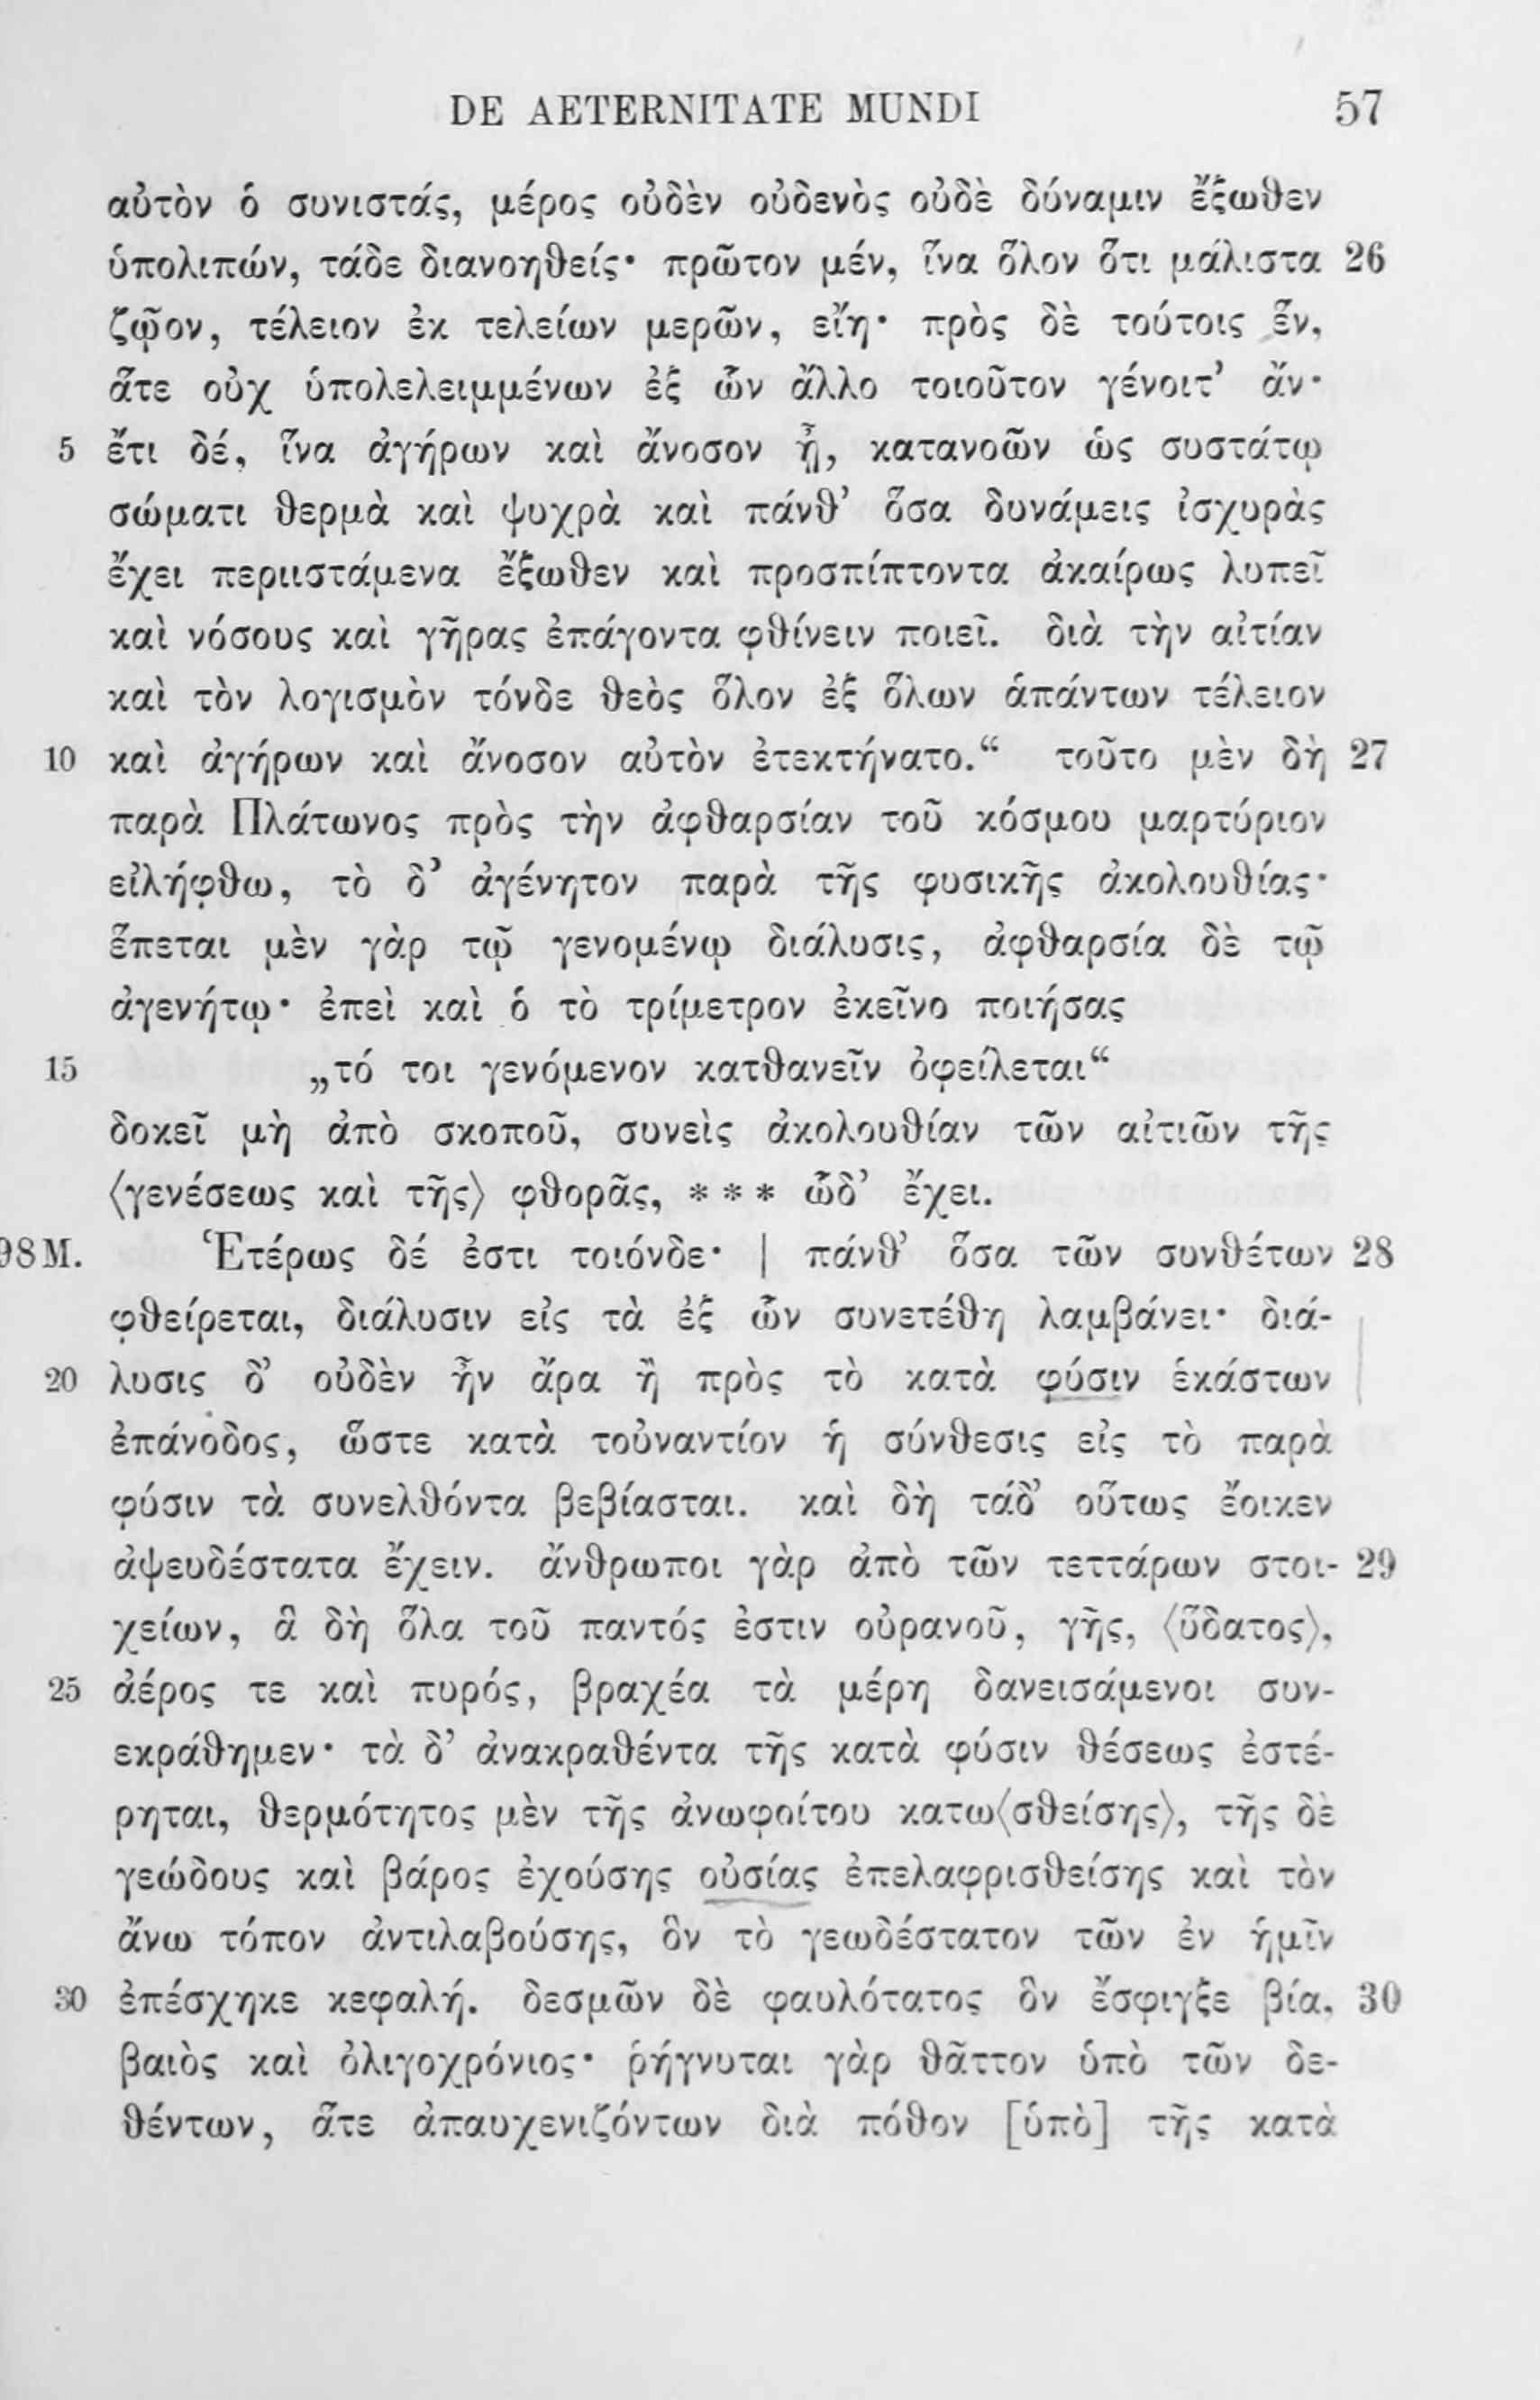 DE AETERNITATE MUNDI 57
αὐτὸν ὁ συνιστάς, μέρος οὐδὲν οὐδενὸς οὐδὲ δύναμιν ἔξωθεν
ὑπολιπών, τάδε διανοηθείς· πρῶτον μέν, ἵνα ὅλον ὅτι μάλιστα 26
ζῷον, τέλειον ἐκ τελείων μερῶν, εἴη· πρὸς δὲ τούτοις ἕν,
ἅτε οὐχ ὑπολελειμμένων ἐξ ὧν ἄλλο τοιοῦτον γένοιτ’ ἄν·
5 ἔτι δέ, ἵνα ἀγήρων καὶ ἄνοσον ᾖ, κατανοῶν ὡς συστάτῳ
σώματι θερμὰ καὶ ψυχρὰ καὶ πάνθ’ ὅσα δυνάμεις ἰσχυρὰς
ἔχει περιιστάμενα ἔξωθεν καὶ προσπίπτοντα ἀκαίρως λυπεῖ
καὶ νόσους καὶ γῆρας ἐπάγοντα φθίνειν ποιεῖ. διὰ τὴν αἰτίαν
καὶ τὸν λογισμὸν τόνδε θεὸς ὅλον ἐξ ὅλων ἁπάντων τέλειον
10 καὶ ἀγήρων καὶ ἄνοσον αὐτὸν ἐτεκτήνατο.“ τοῦτο μὲν δὴ 27
παρὰ Πλάτωνος πρὸς τὴν ἀφθαρσίαν τοῦ κόσμου μαρτύριον
εἰλήφθω, τὸ δ’ ἀγένητον παρὰ τῆς φυσικῆς ἀκολουθίας·
ἕπεται μὲν γὰρ τῷ γενομένῳ διάλυσις, ἀφθαρσία δὲ τῷ
ἀγενήτῳ· ἐπεὶ καὶ ὁ τὸ τρίμετρον ἐκεῖνο ποιήσας
15 „τό τοι γενόμενον κατθανεῖν ὀφείλεται“
δοκεῖ μὴ ἀπὸ σκοποῦ, συνεὶς ἀκολουθίαν τῶν αἰτιῶν τῆς
⟨γενέσεως καὶ τῆς⟩ φθορᾶς, * * * ὧδ’ ἔχει.
98 M. Ἑτέρως δέ ἐστι τοιόνδε· | πάνθ’ ὅσα τῶν συνθέτων 28
φθείρεται, διάλυσιν εἰς τὰ ἐξ ὧν συνετέθη λαμβάνει· διά-
20 λυσις δ’ οὐδὲν ἦν ἄρα ἢ πρὸς τὸ κατὰ φύσιν ἑκάστων
ἐπάνοδος, ὥστε κατὰ τοὐναντίον ἡ σύνθεσις εἰς τὸ παρὰ
φύσιν τὰ συνελθόντα βεβίασται. καὶ δὴ τάδ’ οὕτως ἔοικεν
ἀψευδέστατα ἔχειν. ἄνθρωποι γὰρ ἀπὸ τῶν τεττάρων στοι- 29
χείων, ἃ δὴ ὅλα τοῦ παντός ἐστιν οὐρανοῦ, γῆς, ⟨ὕδατος⟩,
25 ἀέρος τε καὶ πυρός, βραχέα τὰ μέρη δανεισάμενοι συν-
εκράθημεν· τὰ δ’ ἀνακραθέντα τῆς κατὰ φύσιν θέσεως ἐστέ-
ρηται, θερμότητος μὲν τῆς ἀνωφοίτου κατω⟨σθείσης⟩, τῆς δὲ
γεώδους καὶ βάρος ἐχούσης οὐσίας ἐπελαφρισθείσης καὶ τὸν
ἄνω τόπον ἀντιλαβούσης, ὃν τὸ γεωδέστατον τῶν ἐν ἡμῖν
30 ἐπέσχηκε κεφαλή. δεσμῶν δὲ φαυλότατος ὃν ἔσφιγξε βία, 30
βαιὸς καὶ ὀλιγοχρόνιος· ῥήγνυται γὰρ θᾶττον ὑπὸ τῶν δε-
θέντων, ἅτε ἀπαυχενιζόντων διὰ πόθον [ὑπὸ] τῆς κατὰ